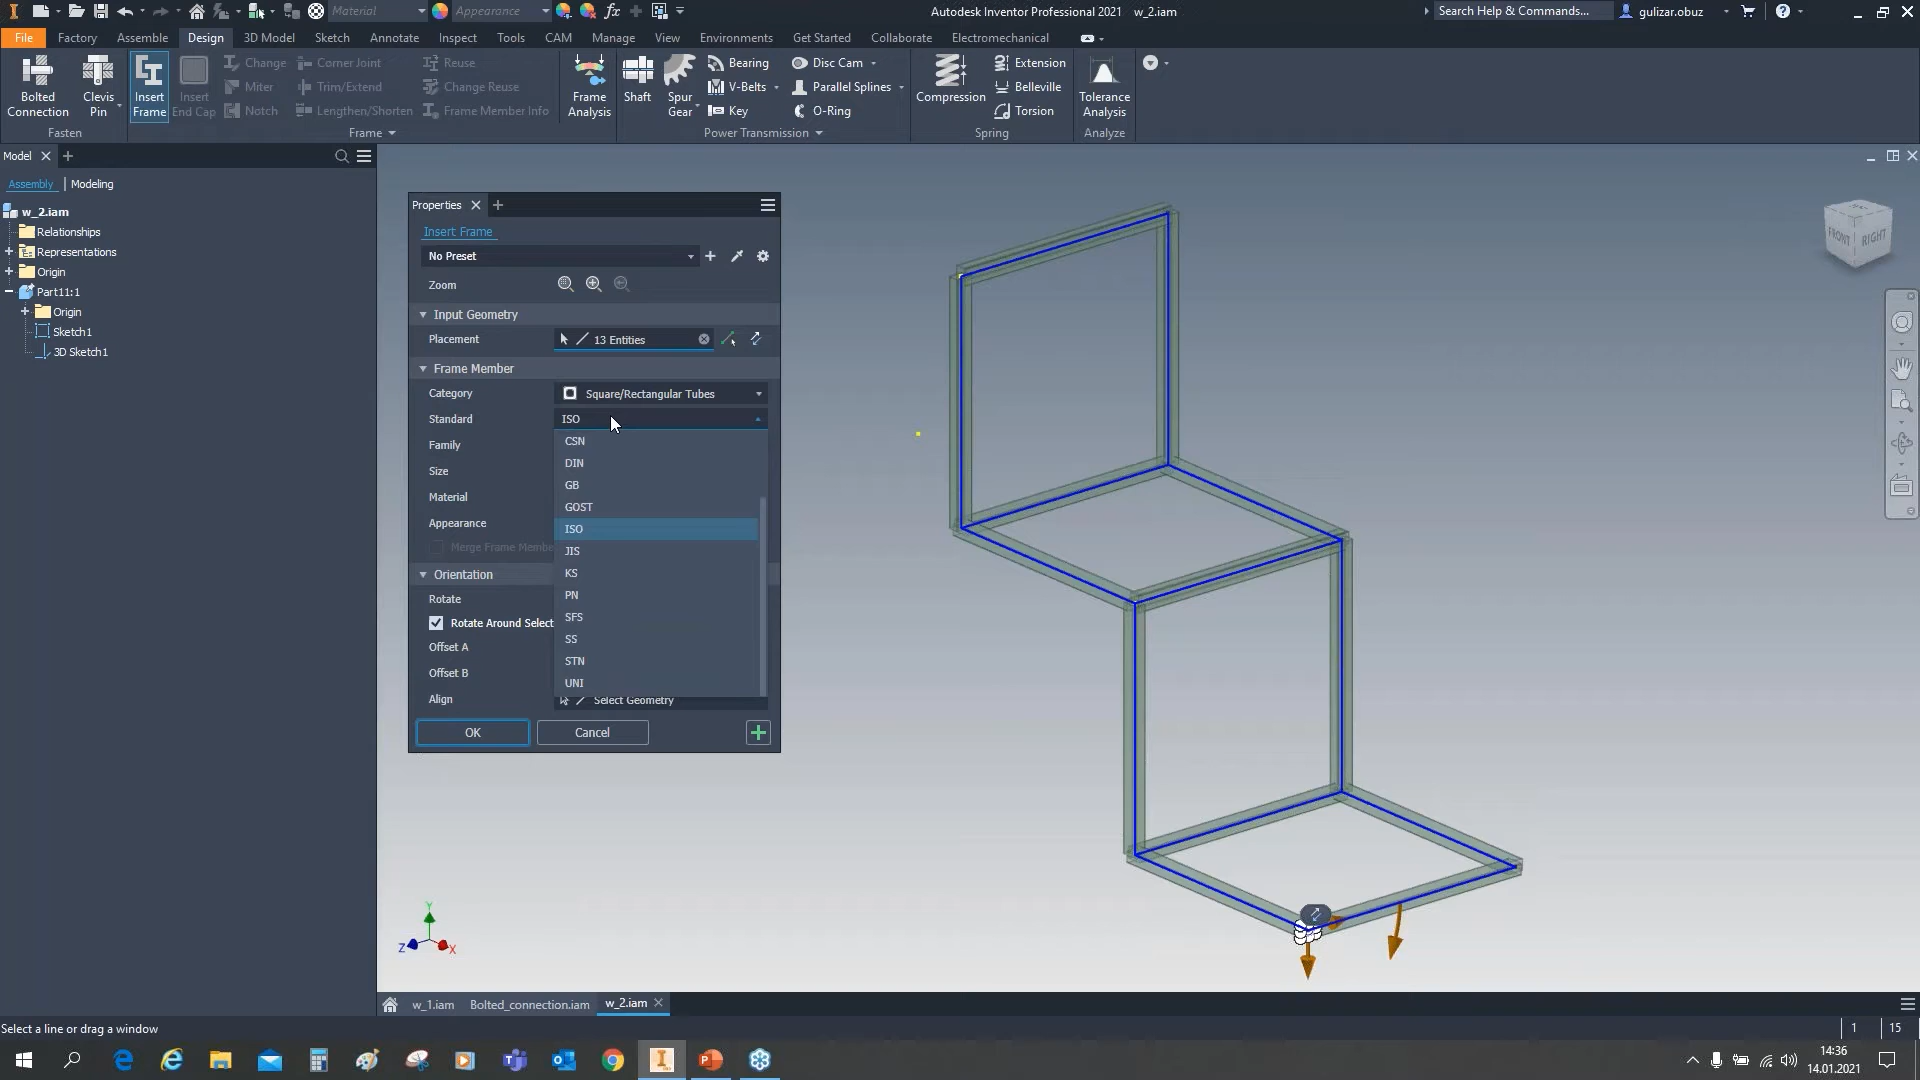 Material
Appearance
fx
Autodesk Inventor Professional 2021 w_2.iam
Search Help & Commands...
gulizar.obuz
File Factory Assemble Design 3D Model Sketch Annotate Inspect Tools CAM Manage View Environments Get Started Collaborate Electromechanical
Bolted Connection
Clevis Pin
Fasten
Insert Frame
Insert End Cap
Change
Miter
Notch
Corner Joint
Trim/Extend
Lengthen/Shorten
Reuse
Change Reuse
Frame Member Info
Frame
Frame Analysis
Shaft
Spur Gear
Bearing
V-Belts
Key
Disc Cam
Parallel Splines
O-Ring
Power Transmission
Compression
Extension
Belleville
Torsion
Spring
Tolerance Analysis
Analyze
Model
Assembly | Modeling
w_2.iam
Relationships
Representations
Origin
Part11:1
Origin
Sketch1
3D Sketch1
Properties
Insert Frame
No Preset
Zoom
Input Geometry
Placement 13 Entities
Frame Member
Category Square/Rectangular Tubes
Standard ISO
Family
Size
Material
Appearance
Merge Frame Membe
CSN
DIN
GB
GOST
ISO
JIS
KS
PN
SFS
SS
STN
UNI
Orientation
Rotate
Rotate Around Select
Offset A
Offset B
Align Select Geometry
OK
Cancel
FRONT
RIGHT
Y
Z
X
w_1.iam Bolted_connection.iam w_2.iam
Select a line or drag a window
1 15
14:36
14.01.2021